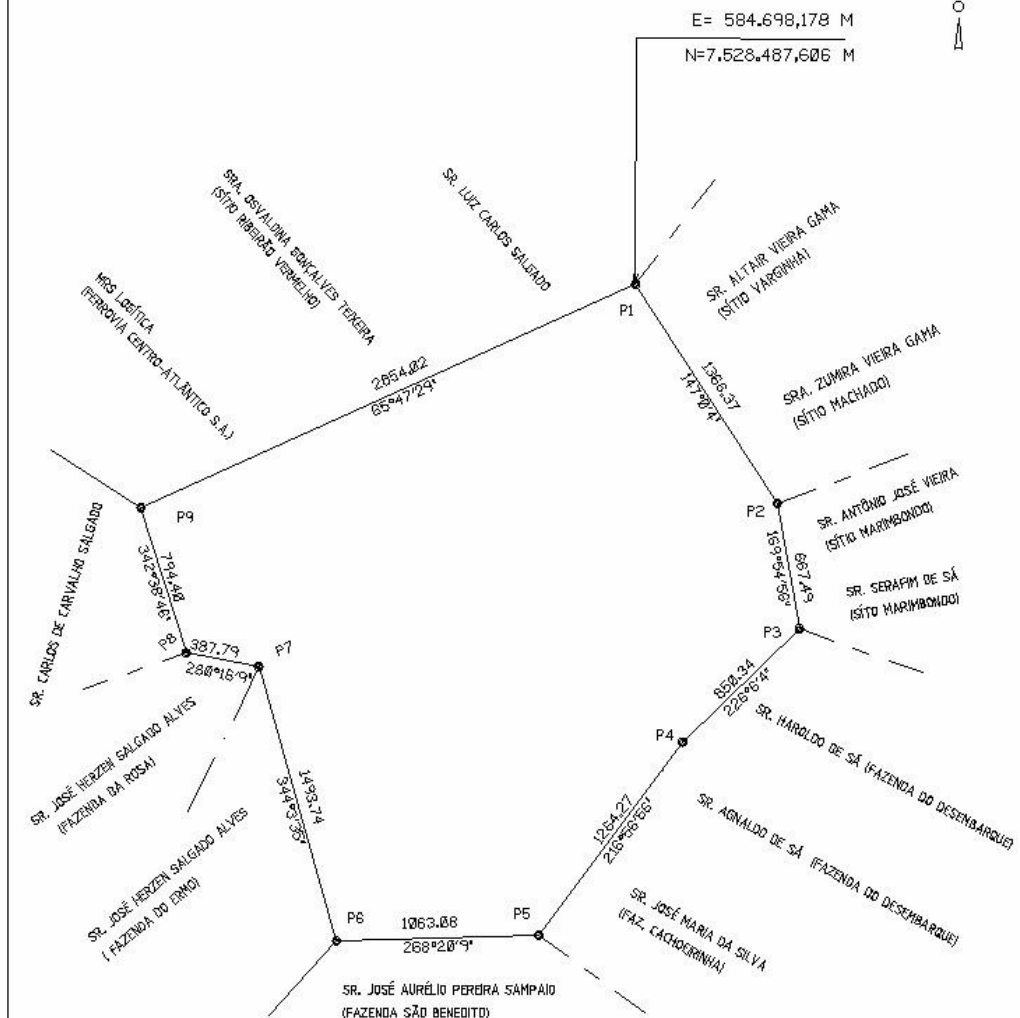 E= 584.698,178 M
N=7.528.487,606 M
SRA. OSVALDINA GONÇALVES TEIXEIRA
(SÍTIO RIBEIRÃO VERMELHO)
SR. LUIZ CARLOS SALGADO
MRS LOGÍTICA
(FERROVIA CENTRO-ATLÂNTICO S.A.)
SR. ALTAIR VIEIRA GAMA
(SÍTIO VARGINHA)
P1
2854.02
65°47'29"
1366.37
147°0'4"
SRA. ZUMIRA VIEIRA GAMA
(SÍTIO MACHADO)
P9
P2
SR. ANTÔNIO JOSÉ VIEIRA
(SÍTIO MARIMBONDO)
SR. CARLOS DE CARVALHO SALGADO
794.40
342°38'46"
667.49
169°54'56"
SR. SERAFIM DE SÁ
(SÍTO MARIMBONDO)
P8
387.79
280°16'9"
P7
P3
850.34
226°6'4"
P4
SR. HAROLDO DE SÁ (FAZENDA DO DESEMBARQUE)
SR. JOSÉ HERZEN SALGADO ALVES
(FAZENDA DA ROSA)
1493.74
344°3'35"
1264.27
216°56'56"
SR. AGNALDO DE SÁ (FAZENDA DO DESEMBARQUE)
SR. JOSÉ HERZEN SALGADO ALVES
( FAZENDA DO ERMO)
SR. JOSÉ MARIA DA SILVA
(FAZ. CACHOEIRINHA)
P6
1063.08
268°20'9"
P5
SR. JOSÉ AURÉLIO PEREIRA SAMPAIO
(FAZENDA SÃO BENEDITO)